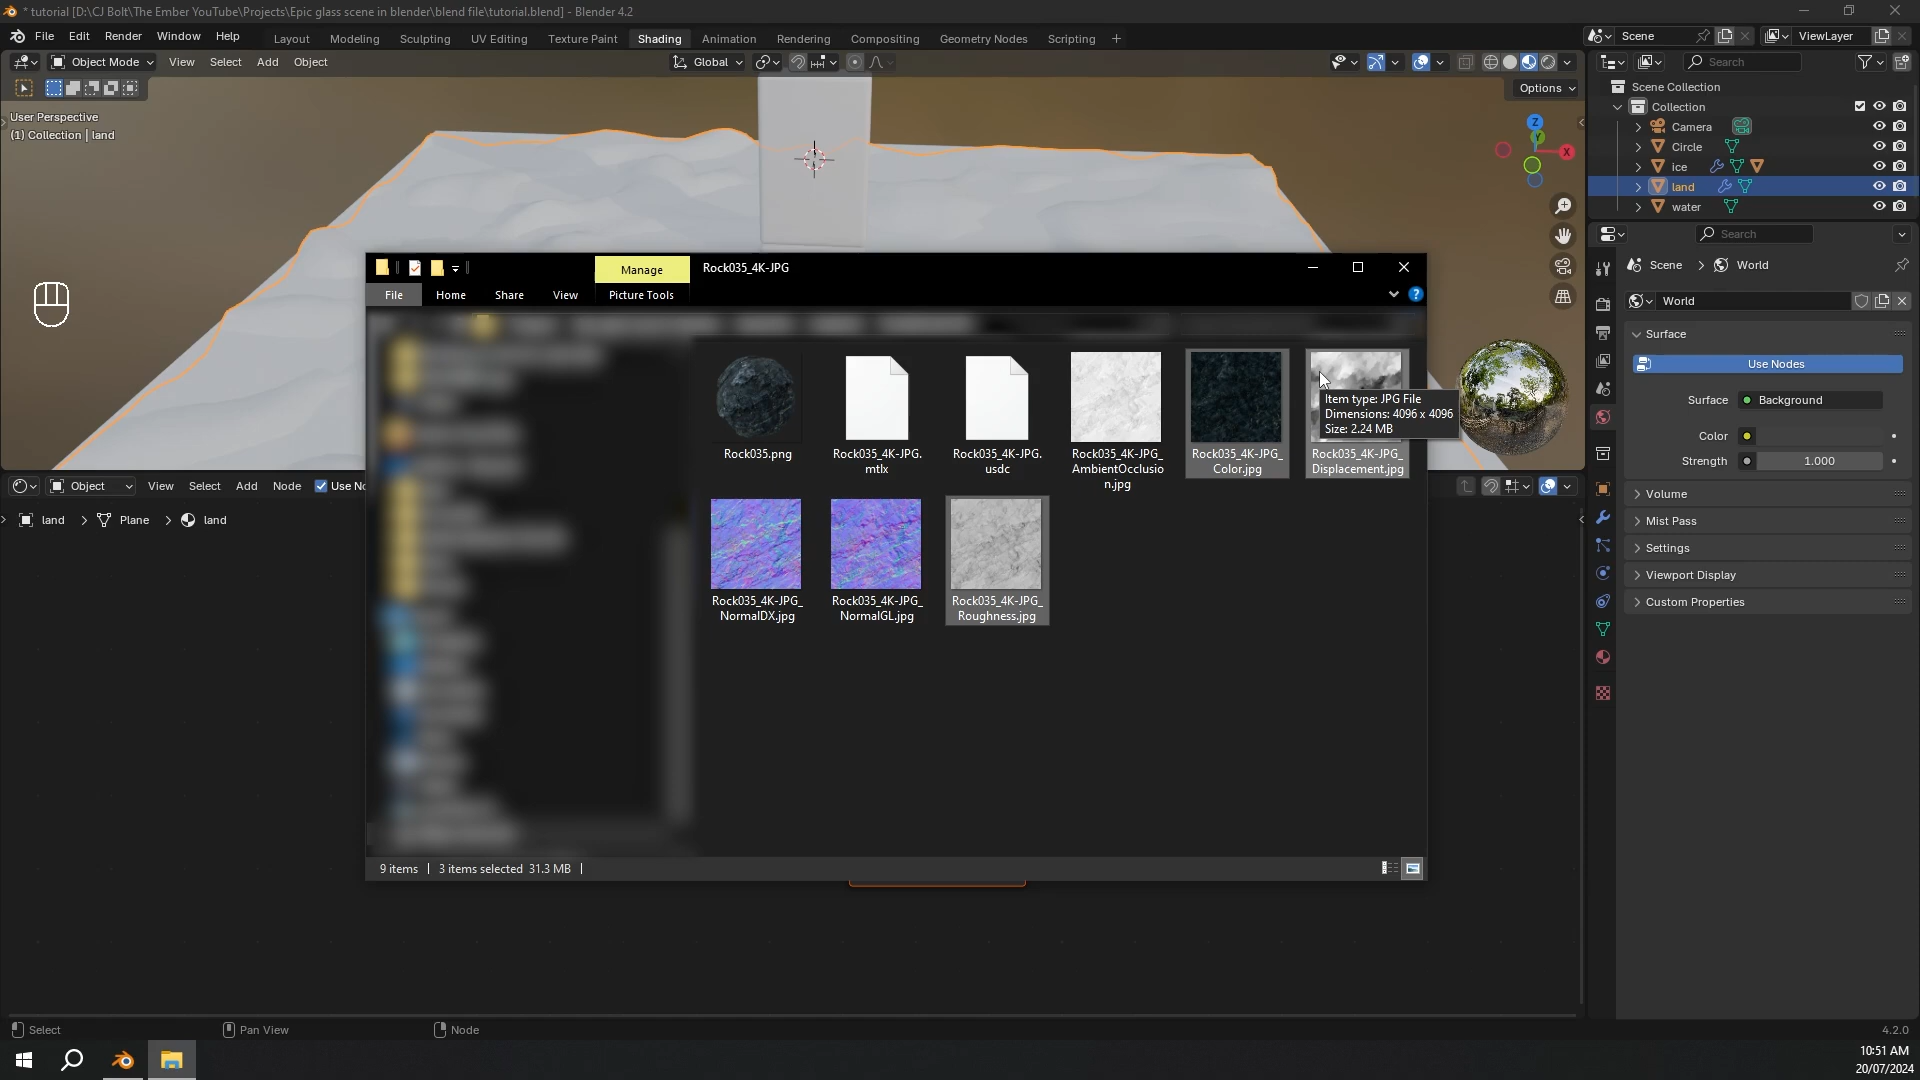 * tutorial [D:\CJ Bolt\The Ember YouTube\Projects\Epic glass scene in blender\blend file\tutorial.blend] - Blender 4.2
File Edit Render Window Help
Layout Modeling Sculpting UV Editing Texture Paint Shading Animation Rendering Compositing Geometry Nodes Scripting +
Scene
ViewLayer
Object Mode View Select Add Object
Global
Search
Options
User Perspective
(1) Collection | land
Z
Y
X
Scene Collection
Collection
Camera
Circle
ice
land
water
Search
Scene > World
World
Surface
Use Nodes
Surface Background
Color
Strength 1.000
Volume
Mist Pass
Settings
Viewport Display
Custom Properties
Manage
Rock035_4K-JPG
File Home Share View Picture Tools
Rock035.png
Rock035_4K-JPG.
mtlx
Rock035_4K-JPG.
usdc
Rock035_4K-JPG_
AmbientOcclusio
n.jpg
Rock035_4K-JPG_
Color.jpg
Rock035_4K-JPG_
Displacement.jpg
Item type: JPG File
Dimensions: 4096 x 4096
Size: 2.24 MB
Rock035_4K-JPG_
NormalDX.jpg
Rock035_4K-JPG_
NormalGL.jpg
Rock035_4K-JPG_
Roughness.jpg
9 items | 3 items selected 31.3 MB |
Object View Select Add Node Use No
land > Plane > land
Select
Pan View
Node
4.2.0
10:51 AM
20/07/2024